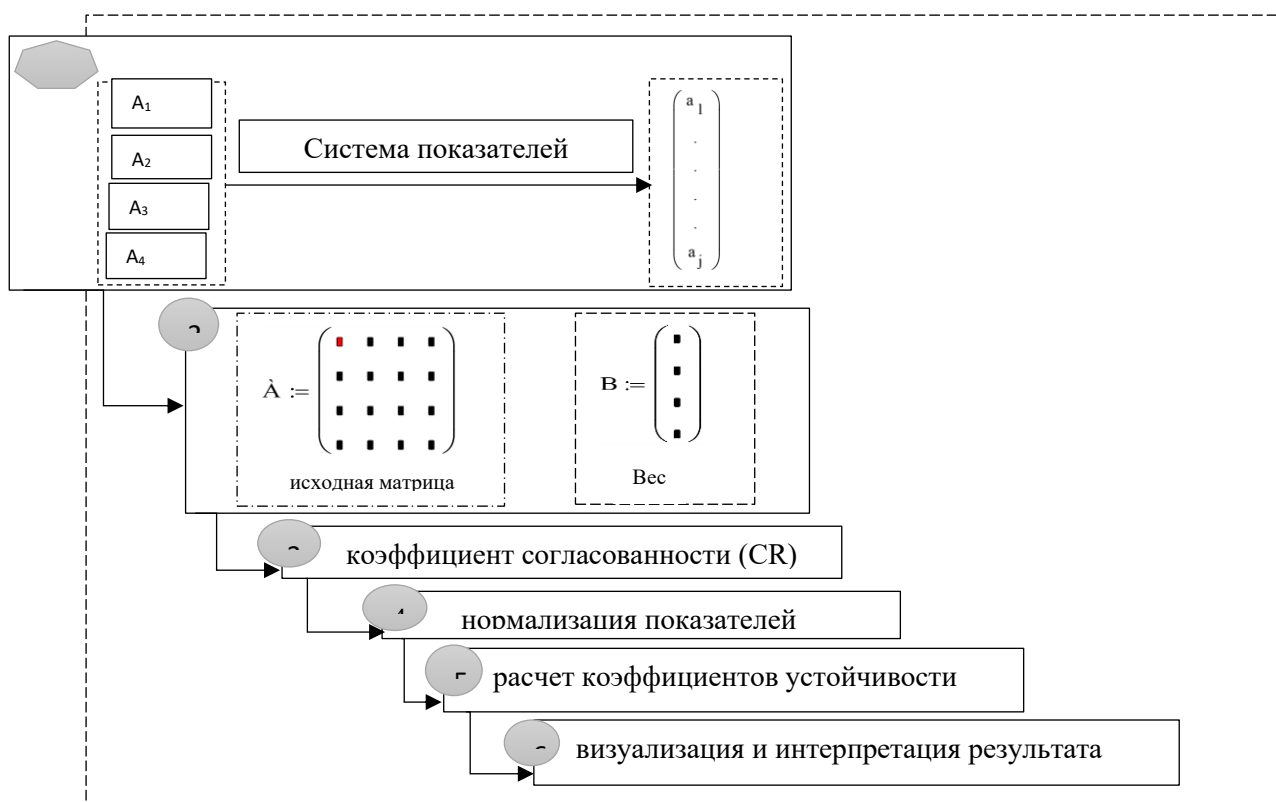 A1
A2
A3
A4
Система показателей
a1
.
.
.
.
aj
À :=
исходная матрица
B :=
Вес
коэффициент согласованности (CR)
нормализация показателей
расчет коэффициентов устойчивости
визуализация и интерпретация результата